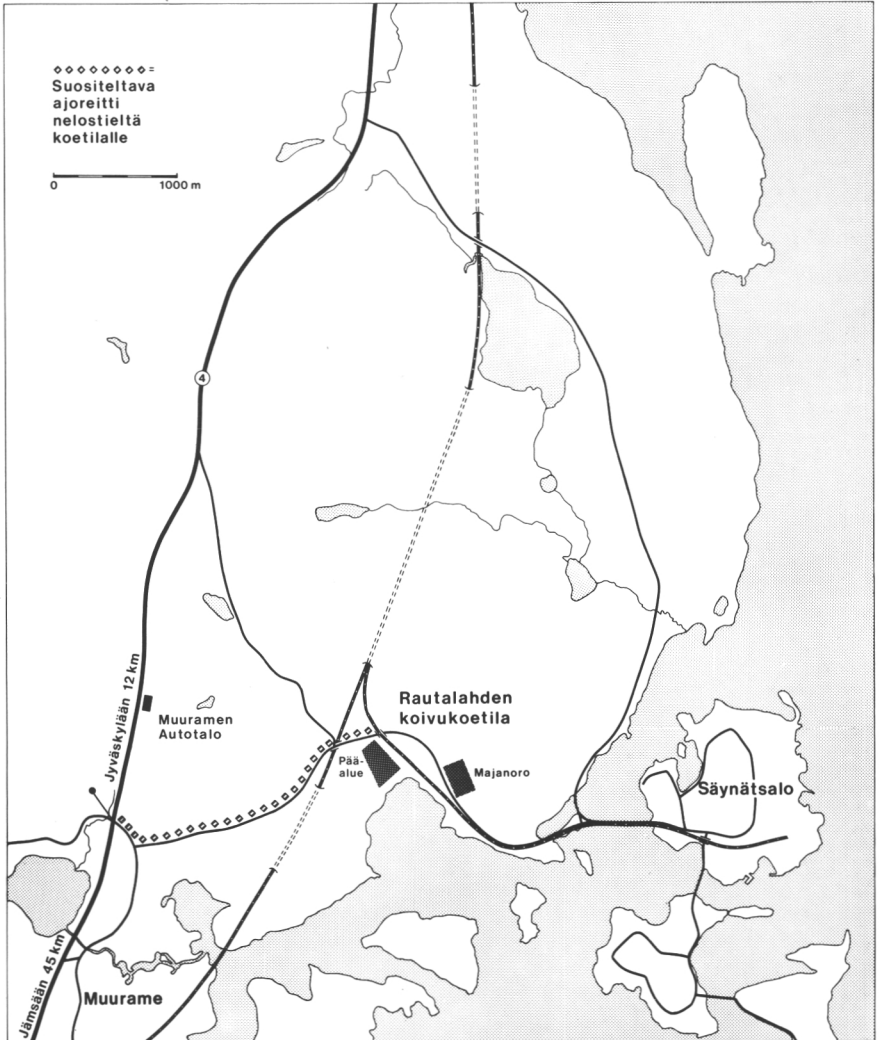 Suositeltava
ajoreitti
nelostieltä
koetilalle
0 1000 m
4
Jyväskylään 12 km
Muuramen
Autotalo
Rautalahden
koivukoetila
Pää-
alue
Majanoro
Säynätsalo
Jämsään 45 km
Muurame